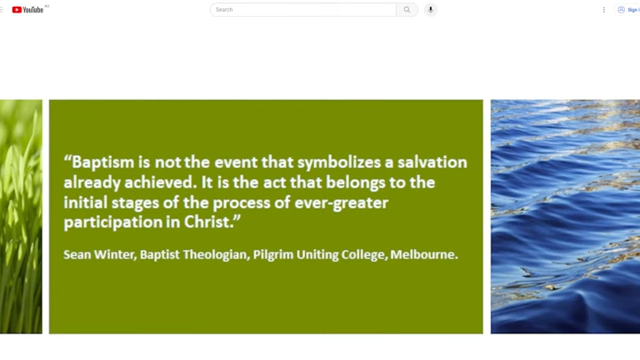 YouTube
Search
Sign i
“Baptism is not the event that symbolizes a salvation
already achieved. It is the act that belongs to the
initial stages of the process of ever-greater
participation in Christ.”
Sean Winter, Baptist Theologian, Pilgrim Uniting College, Melbourne.